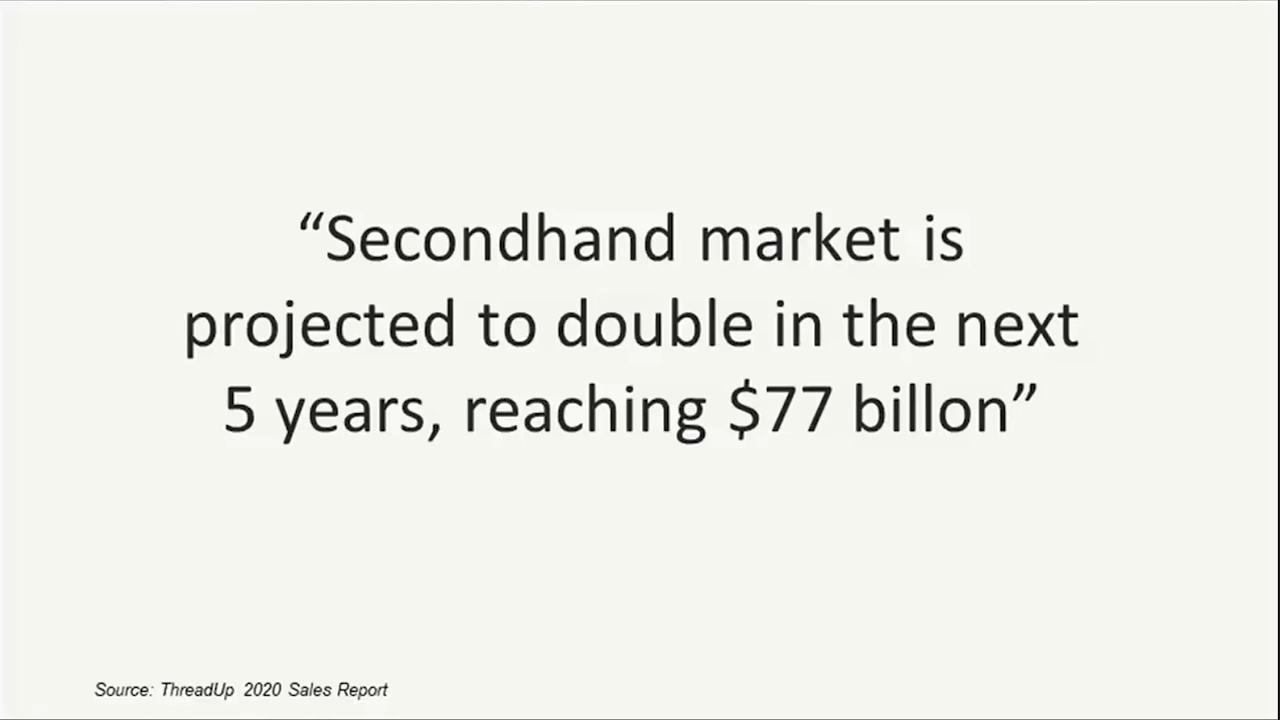 “Secondhand market is
projected to double in the next
5 years, reaching $77 billon”
Source: ThreadUp 2020 Sales Report